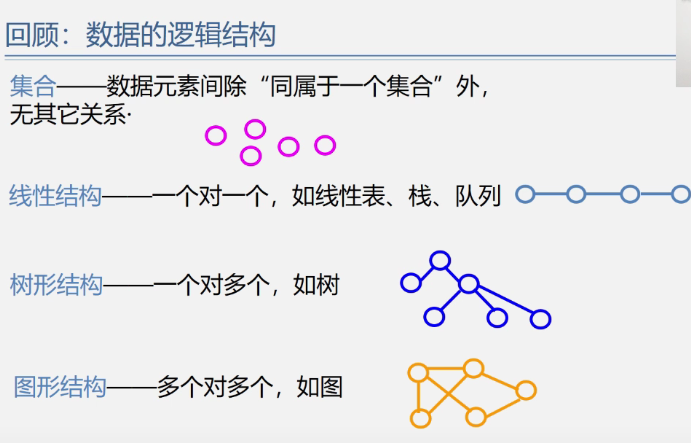 回顾：数据的逻辑结构
集合——数据元素间除“同属于一个集合”外，
无其它关系·
线性结构——一个对一个，如线性表、栈、队列
树形结构——一个对多个，如树
图形结构——多个对多个，如图